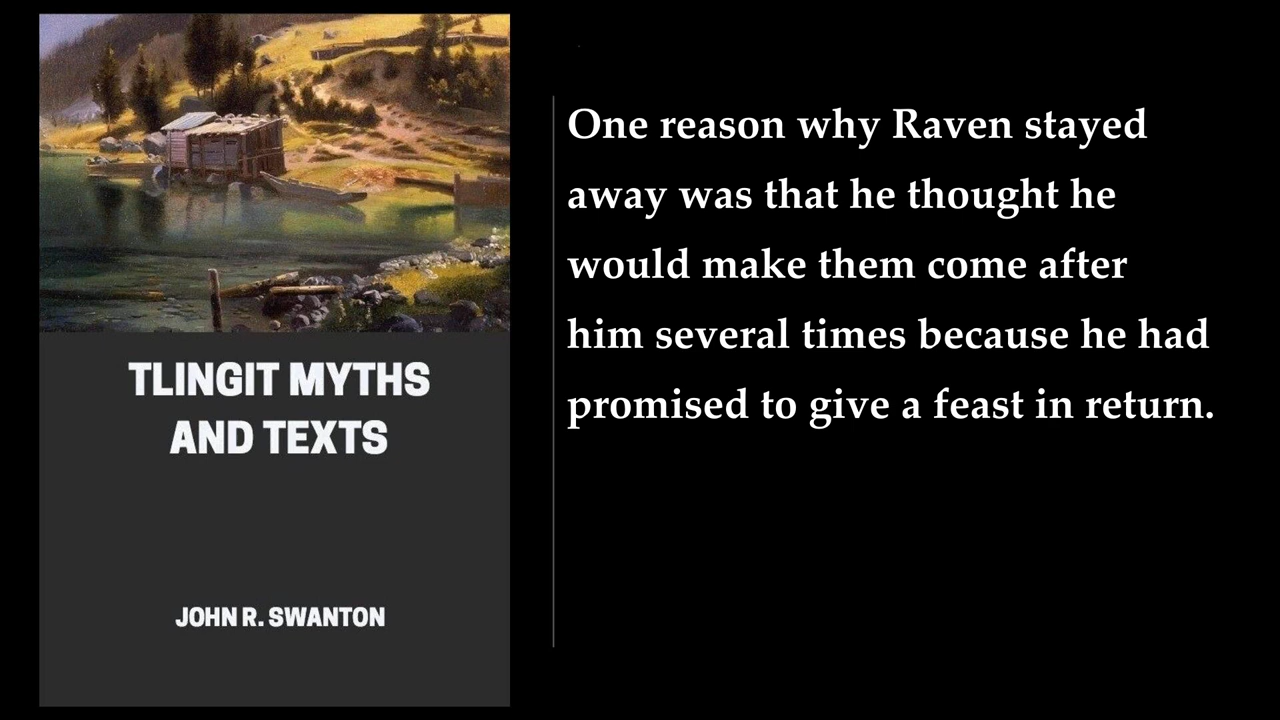 TLINGIT MYTHS
AND TEXTS
JOHN R. SWANTON
One reason why Raven stayed
away was that he thought he
would make them come after
him several times because he had
promised to give a feast in return.